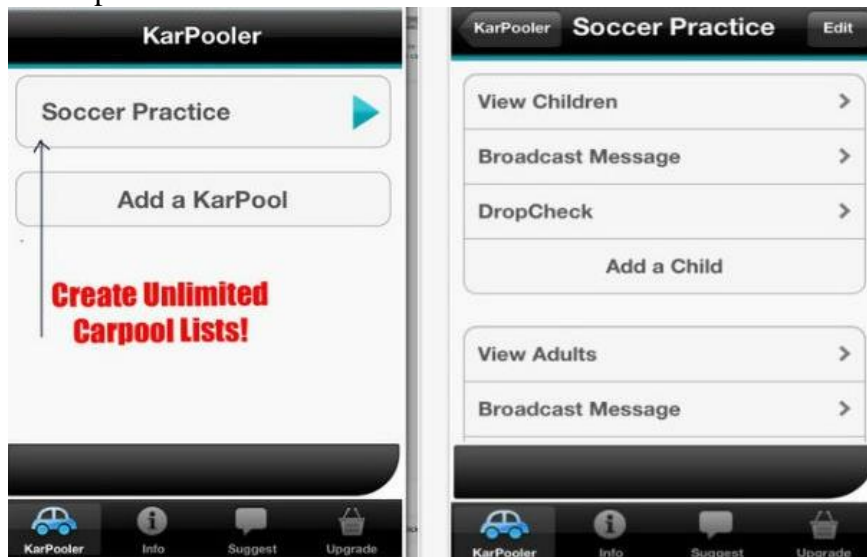 KarPooler
Soccer Practice
Add a KarPool
Create Unlimited
Carpool Lists!
KarPooler
Info
Suggest
Upgrade
KarPooler
Soccer Practice
Edit
View Children
Broadcast Message
DropCheck
Add a Child
View Adults
Broadcast Message
KarPooler
Info
Suggest
Upgrade